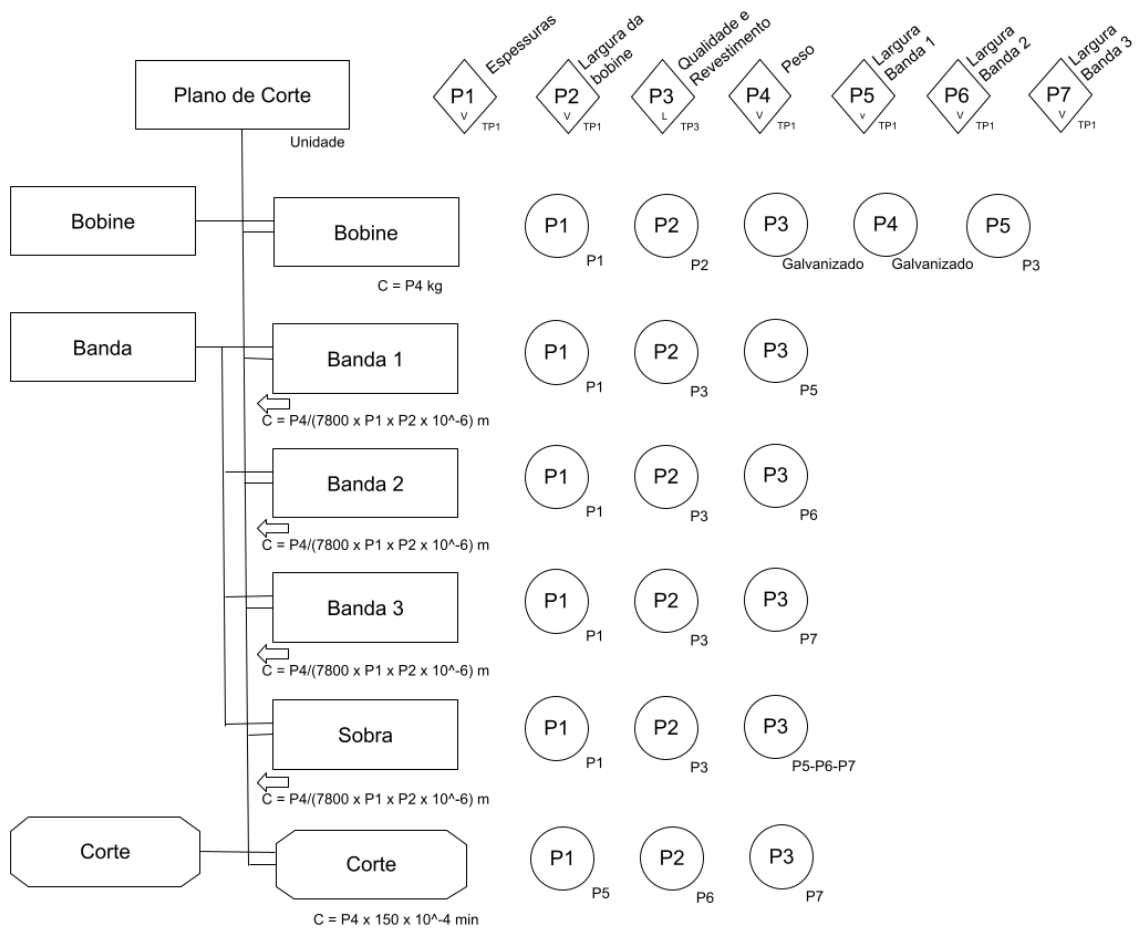 Espessuras
Largura da
bobine
Qualidade e
Revestimento
Peso
Largura
Banda 1
Largura
Banda 2
Largura
Banda 3
Plano de Corte
Unidade
P1
V
TP1
P2
V
TP1
P3
L
TP3
P4
V
TP1
P5
v
TP1
P6
V
TP1
P7
V
TP1
Bobine
Bobine
C = P4 kg
P1
P1
P2
P2
P3
Galvanizado
P4
Galvanizado
P5
P3
Banda
Banda 1
C = P4/(7800 x P1 x P2 x 10^-6) m
P1
P1
P2
P3
P3
P5
Banda 2
C = P4/(7800 x P1 x P2 x 10^-6) m
P1
P1
P2
P3
P3
P6
Banda 3
C = P4/(7800 x P1 x P2 x 10^-6) m
P1
P1
P2
P3
P3
P7
Sobra
C = P4/(7800 x P1 x P2 x 10^-6) m
P1
P1
P2
P3
P3
P5-P6-P7
Corte
Corte
C = P4 x 150 x 10^-4 min
P1
P5
P2
P6
P3
P7